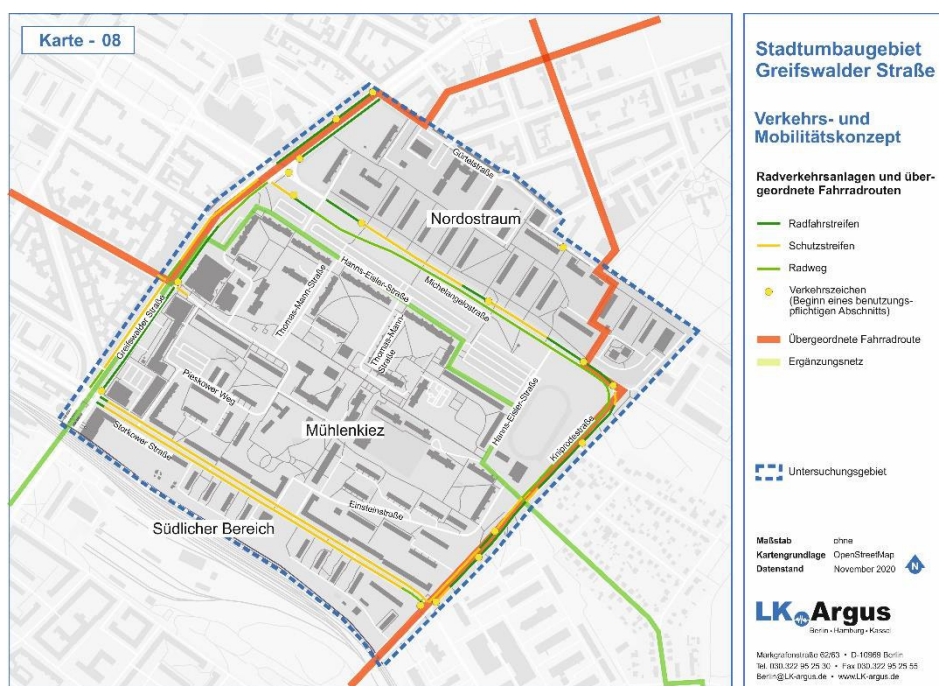 Karte - 08
Gürtelstraße
Nordostraum
Hanns-Eisler-Straße
Michelangelostraße
Thomas-Mann-Straße
Thomas-Mann-
Straße
Greifswalder Straße
Pieskower Weg
Hanns-Eisler-Straße
Kniprodestraße
Mühlenkiez
Storkower Straße
Einsteinstraße
Südlicher Bereich
Stadtumbaugebiet
Greifswalder Straße
Verkehrs- und
Mobilitätskonzept
Radverkehrsanlagen und über-
geordnete Fahrradrouten
Radfahrstreifen
Schutzstreifen
Radweg
Verkehrszeichen
(Beginn eines benutzungs-
pflichtigen Abschnitts)
Übergeordnete Fahrradroute
Ergänzungsnetz
Untersuchungsgebiet
Maßstab ohne
Kartengrundlage OpenStreetMap
Datenstand November 2020
N
LK Argus
Berlin • Hamburg • Kassel
Markgrafenstraße 62/63 • D-10969 Berlin
Tel. 030.322 95 25 30 • Fax 030.322 95 25 55
Berlin@LK-argus.de • www.LK-argus.de